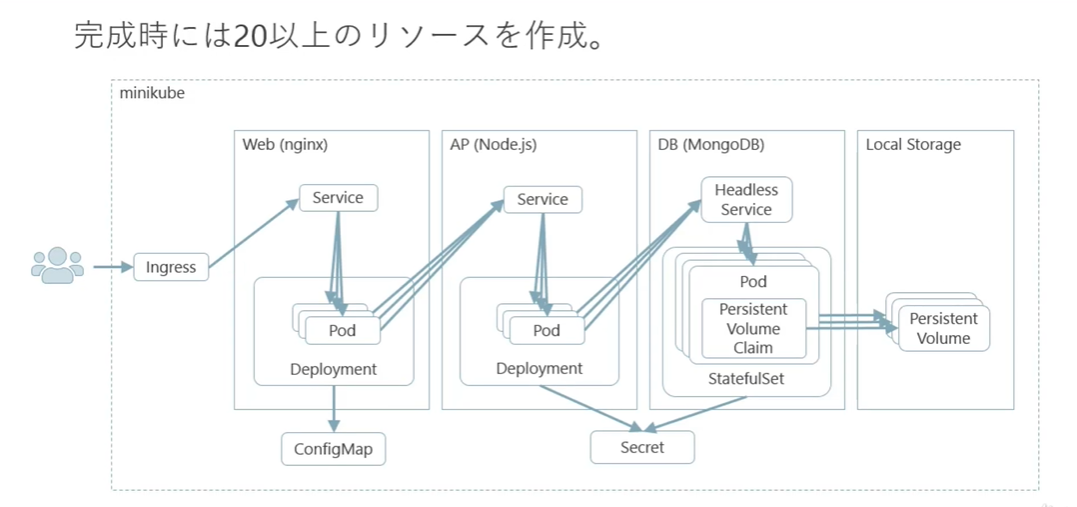 完成時には20以上のリソースを作成。
minikube
Web (nginx)
AP (Node.js)
DB (MongoDB)
Local Storage
Service
Service
Headless
Service
Ingress
Pod
Pod
Pod
Persistent
Volume
Claim
Persistent
Volume
Deployment
Deployment
StatefulSet
ConfigMap
Secret